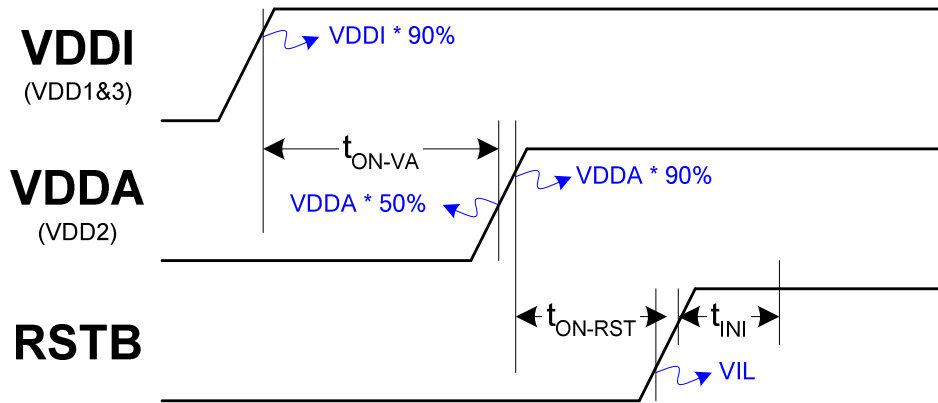 VDDI
(VDD1&3)
VDDI * 90%
tON-VA
VDDA
(VDD2)
VDDA * 50%
VDDA * 90%
RSTB
tON-RST
tINI
VIL